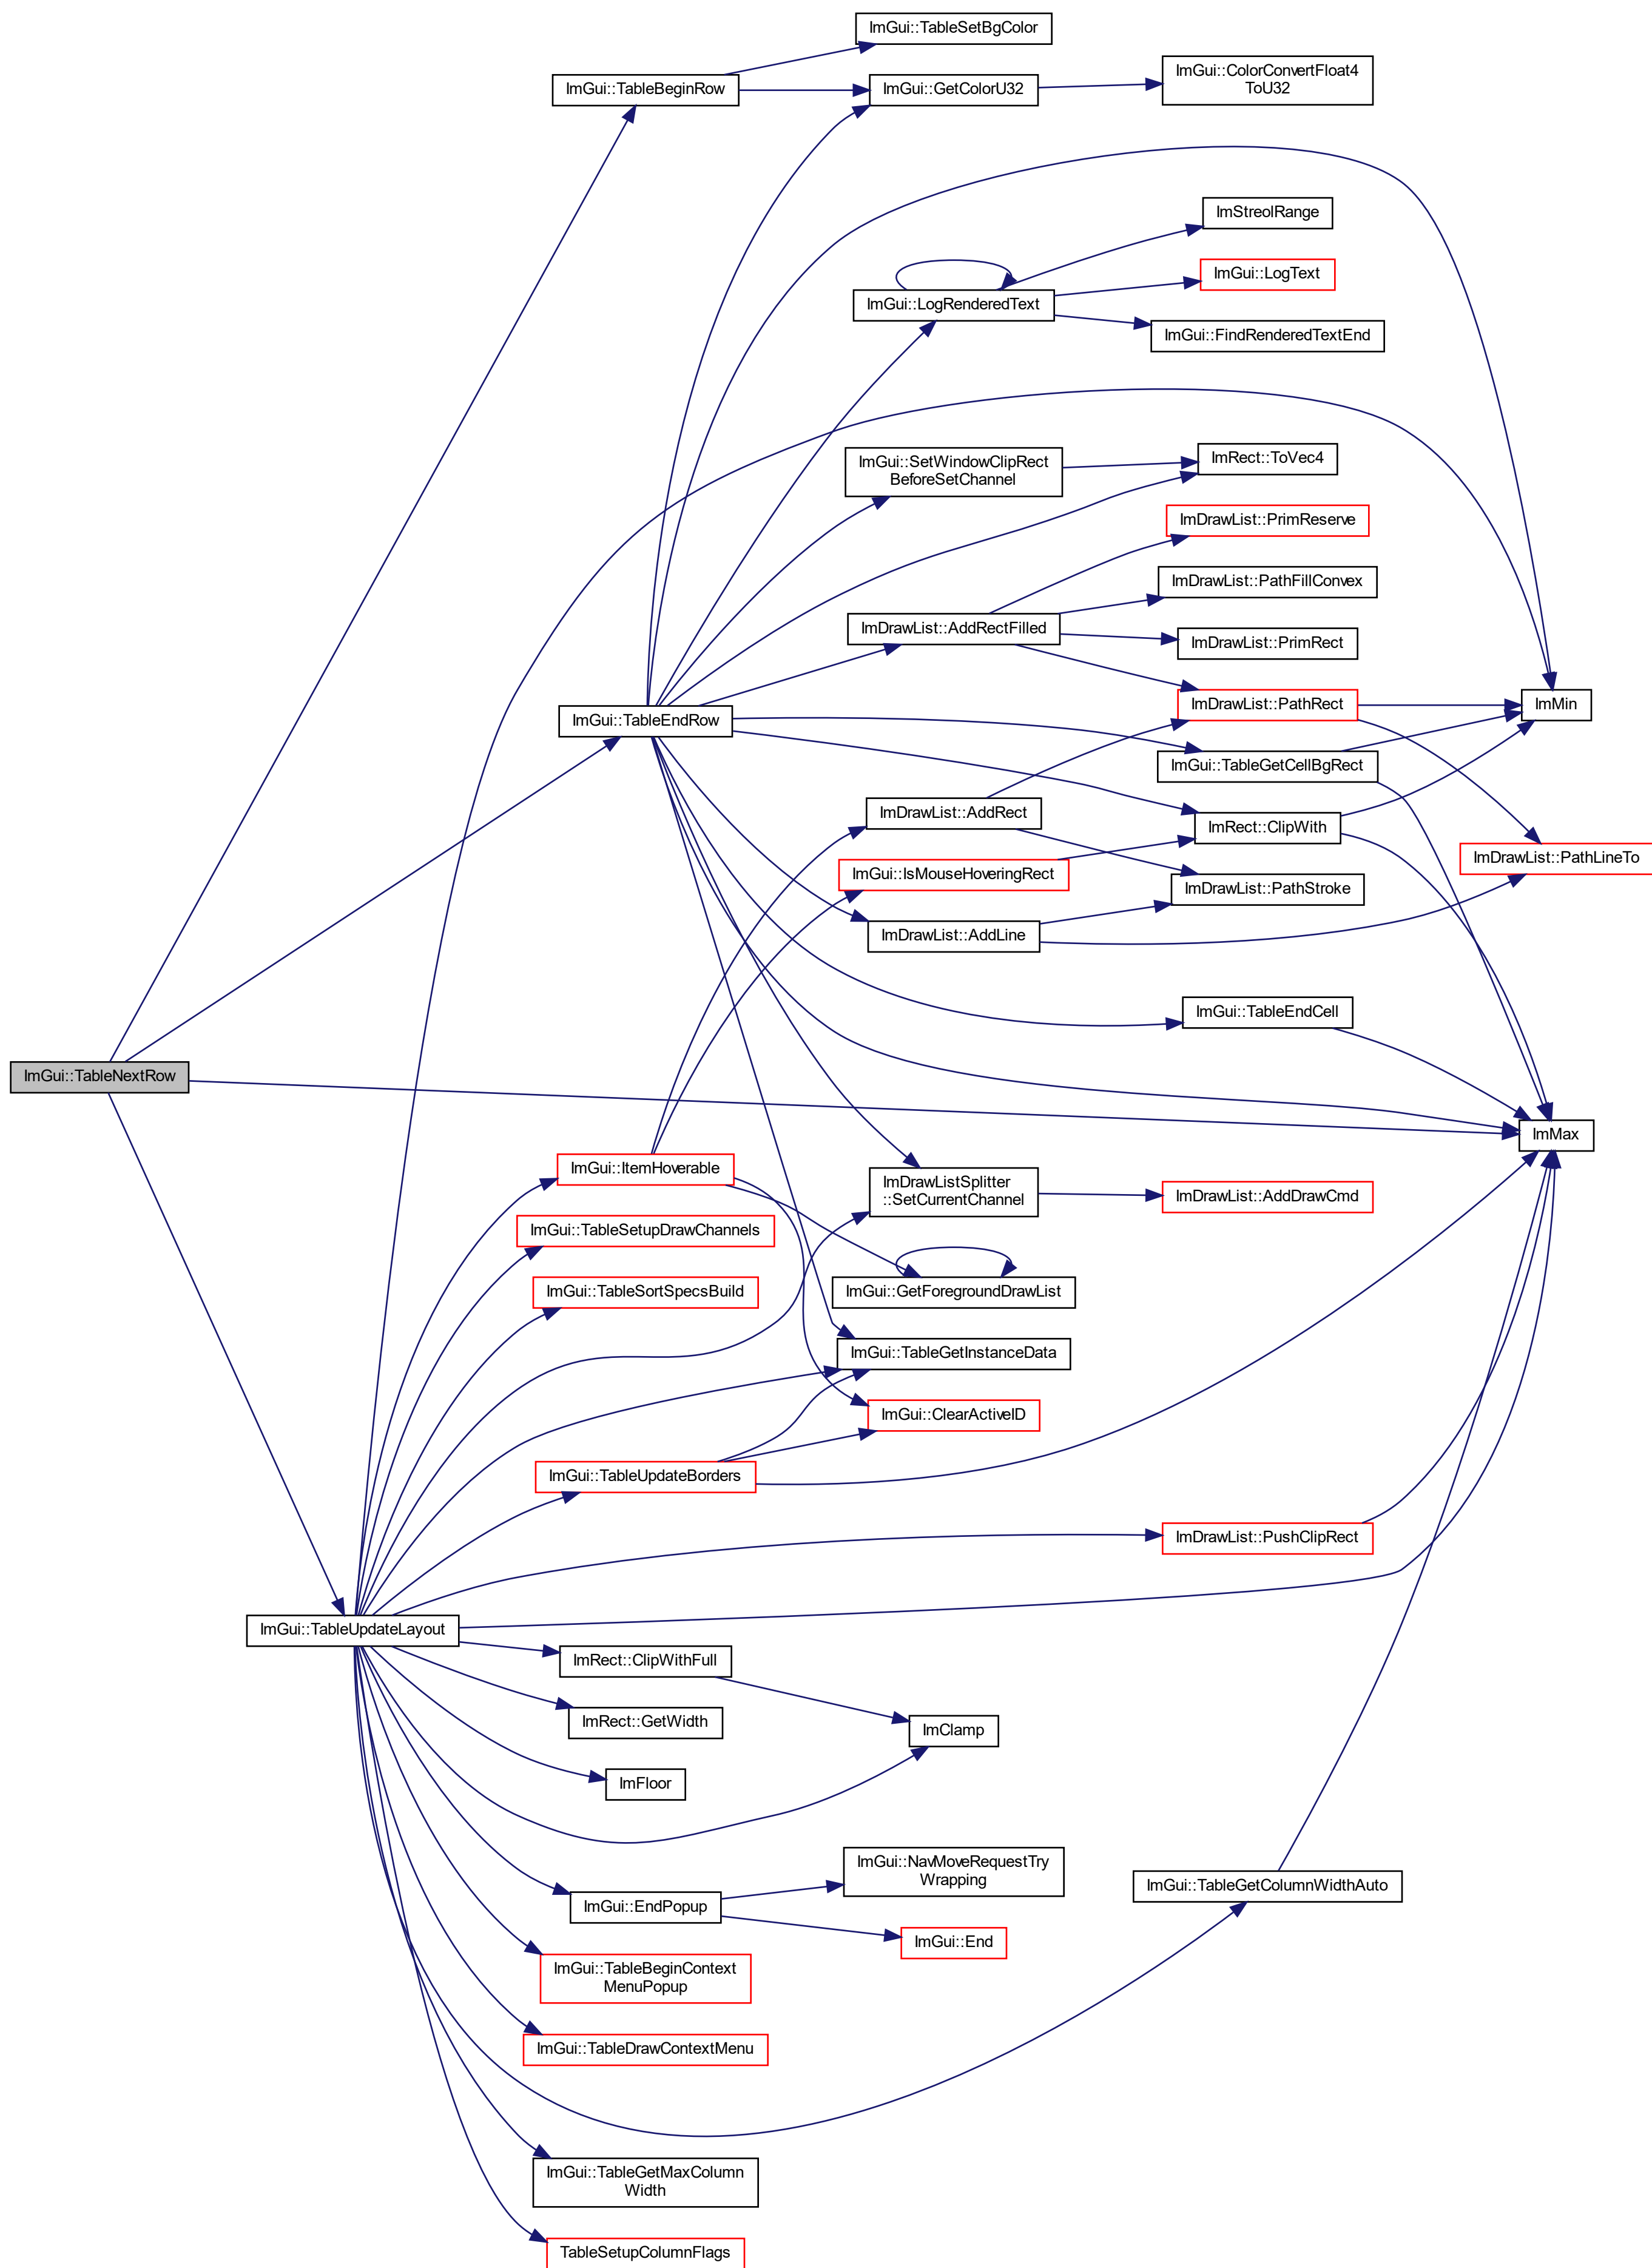 ImGui::TableSetBgColor
ImGui::TableBeginRow
ImGui::GetColorU32
ImGui::ColorConvertFloat4
ToU32
ImStreolRange
ImGui::LogText
ImGui::LogRenderedText
ImGui::FindRenderedTextEnd
ImGui::SetWindowClipRect
BeforeSetChannel
ImRect::ToVec4
ImDrawList::PrimReserve
ImDrawList::PathFillConvex
ImDrawList::AddRectFilled
ImDrawList::PrimRect
ImDrawList::PathRect
ImMin
ImGui::TableEndRow
ImGui::TableGetCellBgRect
ImDrawList::AddRect
ImRect::ClipWith
ImDrawList::PathLineTo
ImGui::IsMouseHoveringRect
ImDrawList::PathStroke
ImDrawList::AddLine
ImGui::TableEndCell
ImGui::TableNextRow
ImMax
ImGui::ItemHoverable
ImDrawListSplitter
::SetCurrentChannel
ImDrawList::AddDrawCmd
ImGui::TableSetupDrawChannels
ImGui::TableSortSpecsBuild
ImGui::GetForegroundDrawList
ImGui::TableGetInstanceData
ImGui::ClearActiveID
ImGui::TableUpdateBorders
ImDrawList::PushClipRect
ImGui::TableUpdateLayout
ImRect::ClipWithFull
ImRect::GetWidth
ImClamp
ImFloor
ImGui::NavMoveRequestTry
Wrapping
ImGui::TableGetColumnWidthAuto
ImGui::EndPopup
ImGui::End
ImGui::TableBeginContext
MenuPopup
ImGui::TableDrawContextMenu
ImGui::TableGetMaxColumn
Width
TableSetupColumnFlags